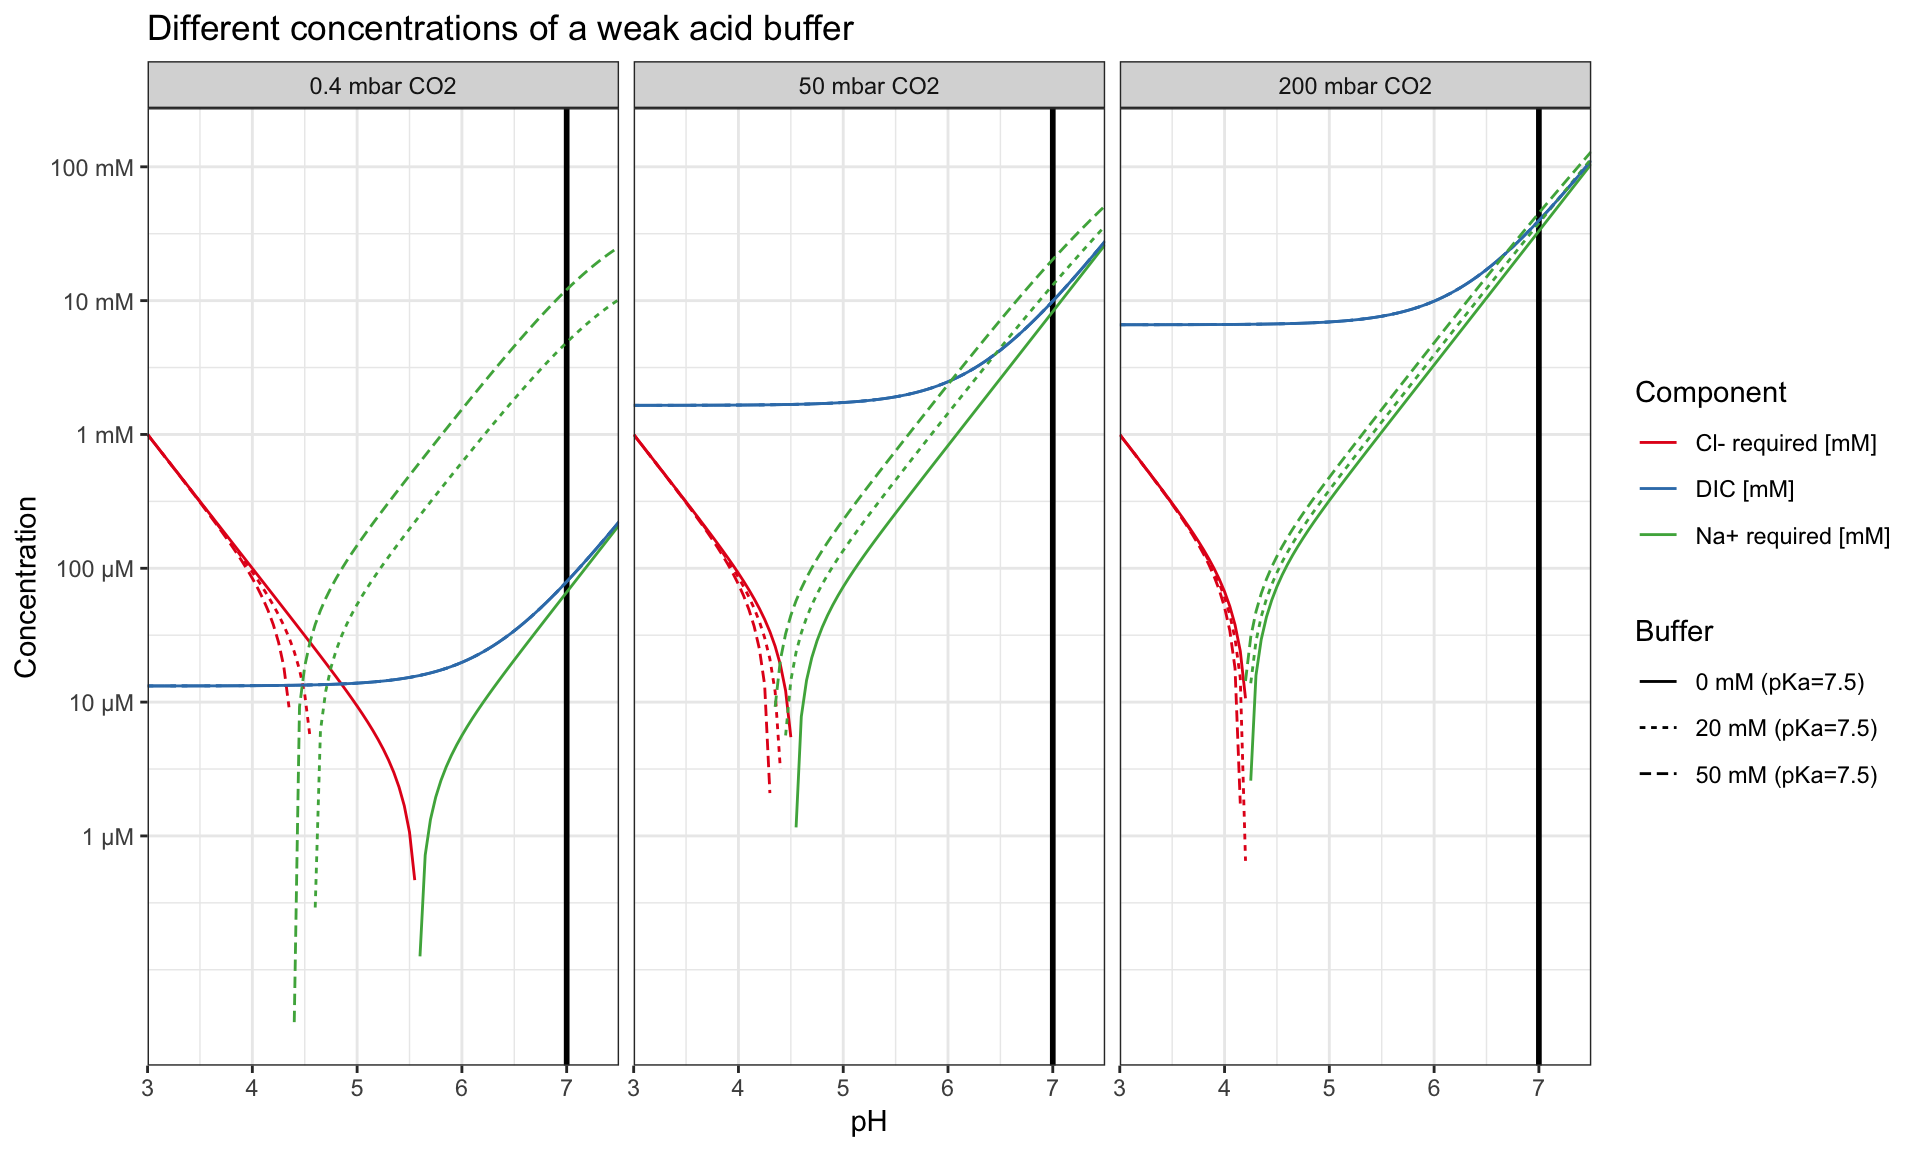 Different concentrations of a weak acid buffer
0.4 mbar CO2
50 mbar CO2
200 mbar CO2
Concentration
100 mM
10 mM
1 mM
100 µM
10 µM
1 µM
3 4 5 6 7
3 4 5 6 7
3 4 5 6 7
pH
Component
Cl- required [mM]
DIC [mM]
Na+ required [mM]
Buffer
0 mM (pKa=7.5)
20 mM (pKa=7.5)
50 mM (pKa=7.5)